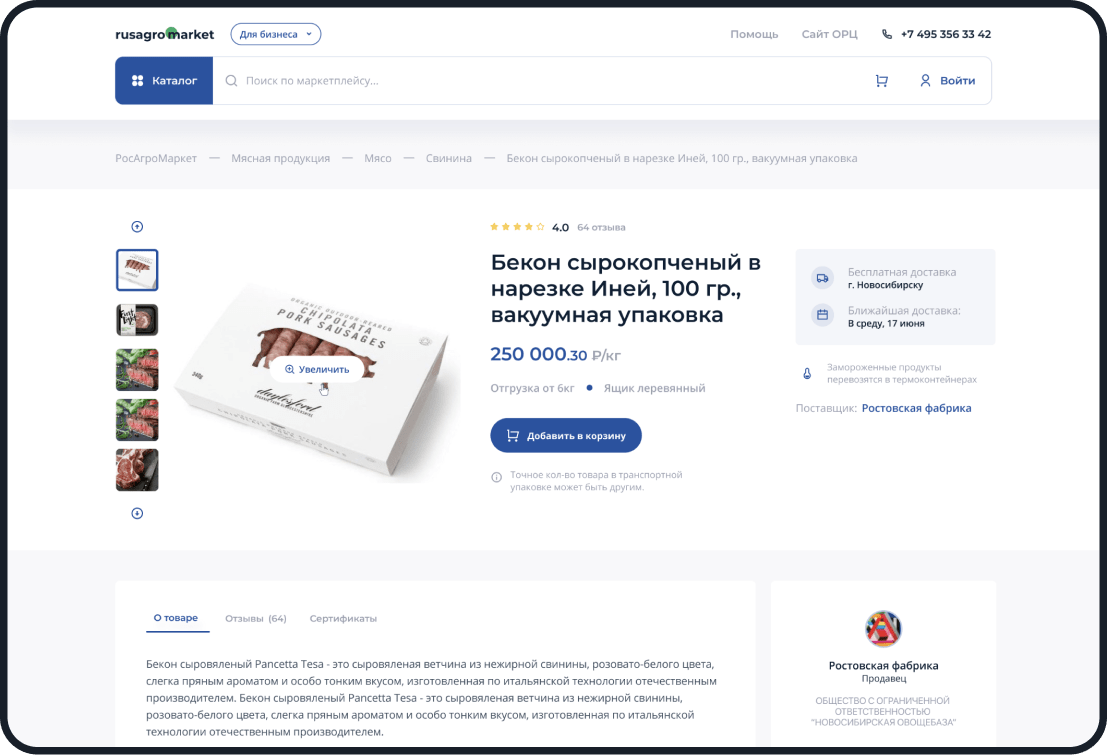 rusagromarket
Для бизнеса
Помощь
Сайт ОРЦ
+7 495 356 33 42
Каталог
Поиск по маркетплейсу...
Войти
РосАгроМаркет — Мясная продукция — Мясо — Свинина — Бекон сырокопченый в нарезке Иней, 100 гр., вакуумная упаковка
4.0 64 отзыва
Бекон сырокопченый в
нарезке Иней, 100 гр.,
вакуумная упаковка
250 000.30 ₽/кг
Отгрузка от 6кг • Ящик деревянный
Добавить в корзину
Точное кол-во товара в транспортной
упаковке может быть другим.
ORGANIC OUTDOOR-REARED
CHIPOLATA
PORK SAUSAGES
Увеличить
340g
daylesford
Бесплатная доставка
г. Новосибирску
Ближайшая доставка:
В среду, 17 июня
Замороженные продукты
перевозятся в термоконтейнерах
Поставщик: Ростовская фабрика
О товаре
Отзывы (64)
Сертификаты
Бекон сыровяленый Pancetta Tesa - это сыровяленая ветчина из нежирной свинины, розовато-белого цвета,
слегка пряным ароматом и особо тонким вкусом, изготовленная по итальянской технологии отечественным
производителем. Бекон сыровяленый Pancetta Tesa - это сыровяленая ветчина из нежирной свинины,
розовато-белого цвета, слегка пряным ароматом и особо тонким вкусом, изготовленная по итальянской
технологии отечественным производителем.
Ростовская фабрика
Продавец
ОБЩЕСТВО С ОГРАНИЧЕННОЙ
ОТВЕТСТВЕННОСТЬЮ
"НОВОСИБИРСКАЯ ОВОЩЕБАЗА"